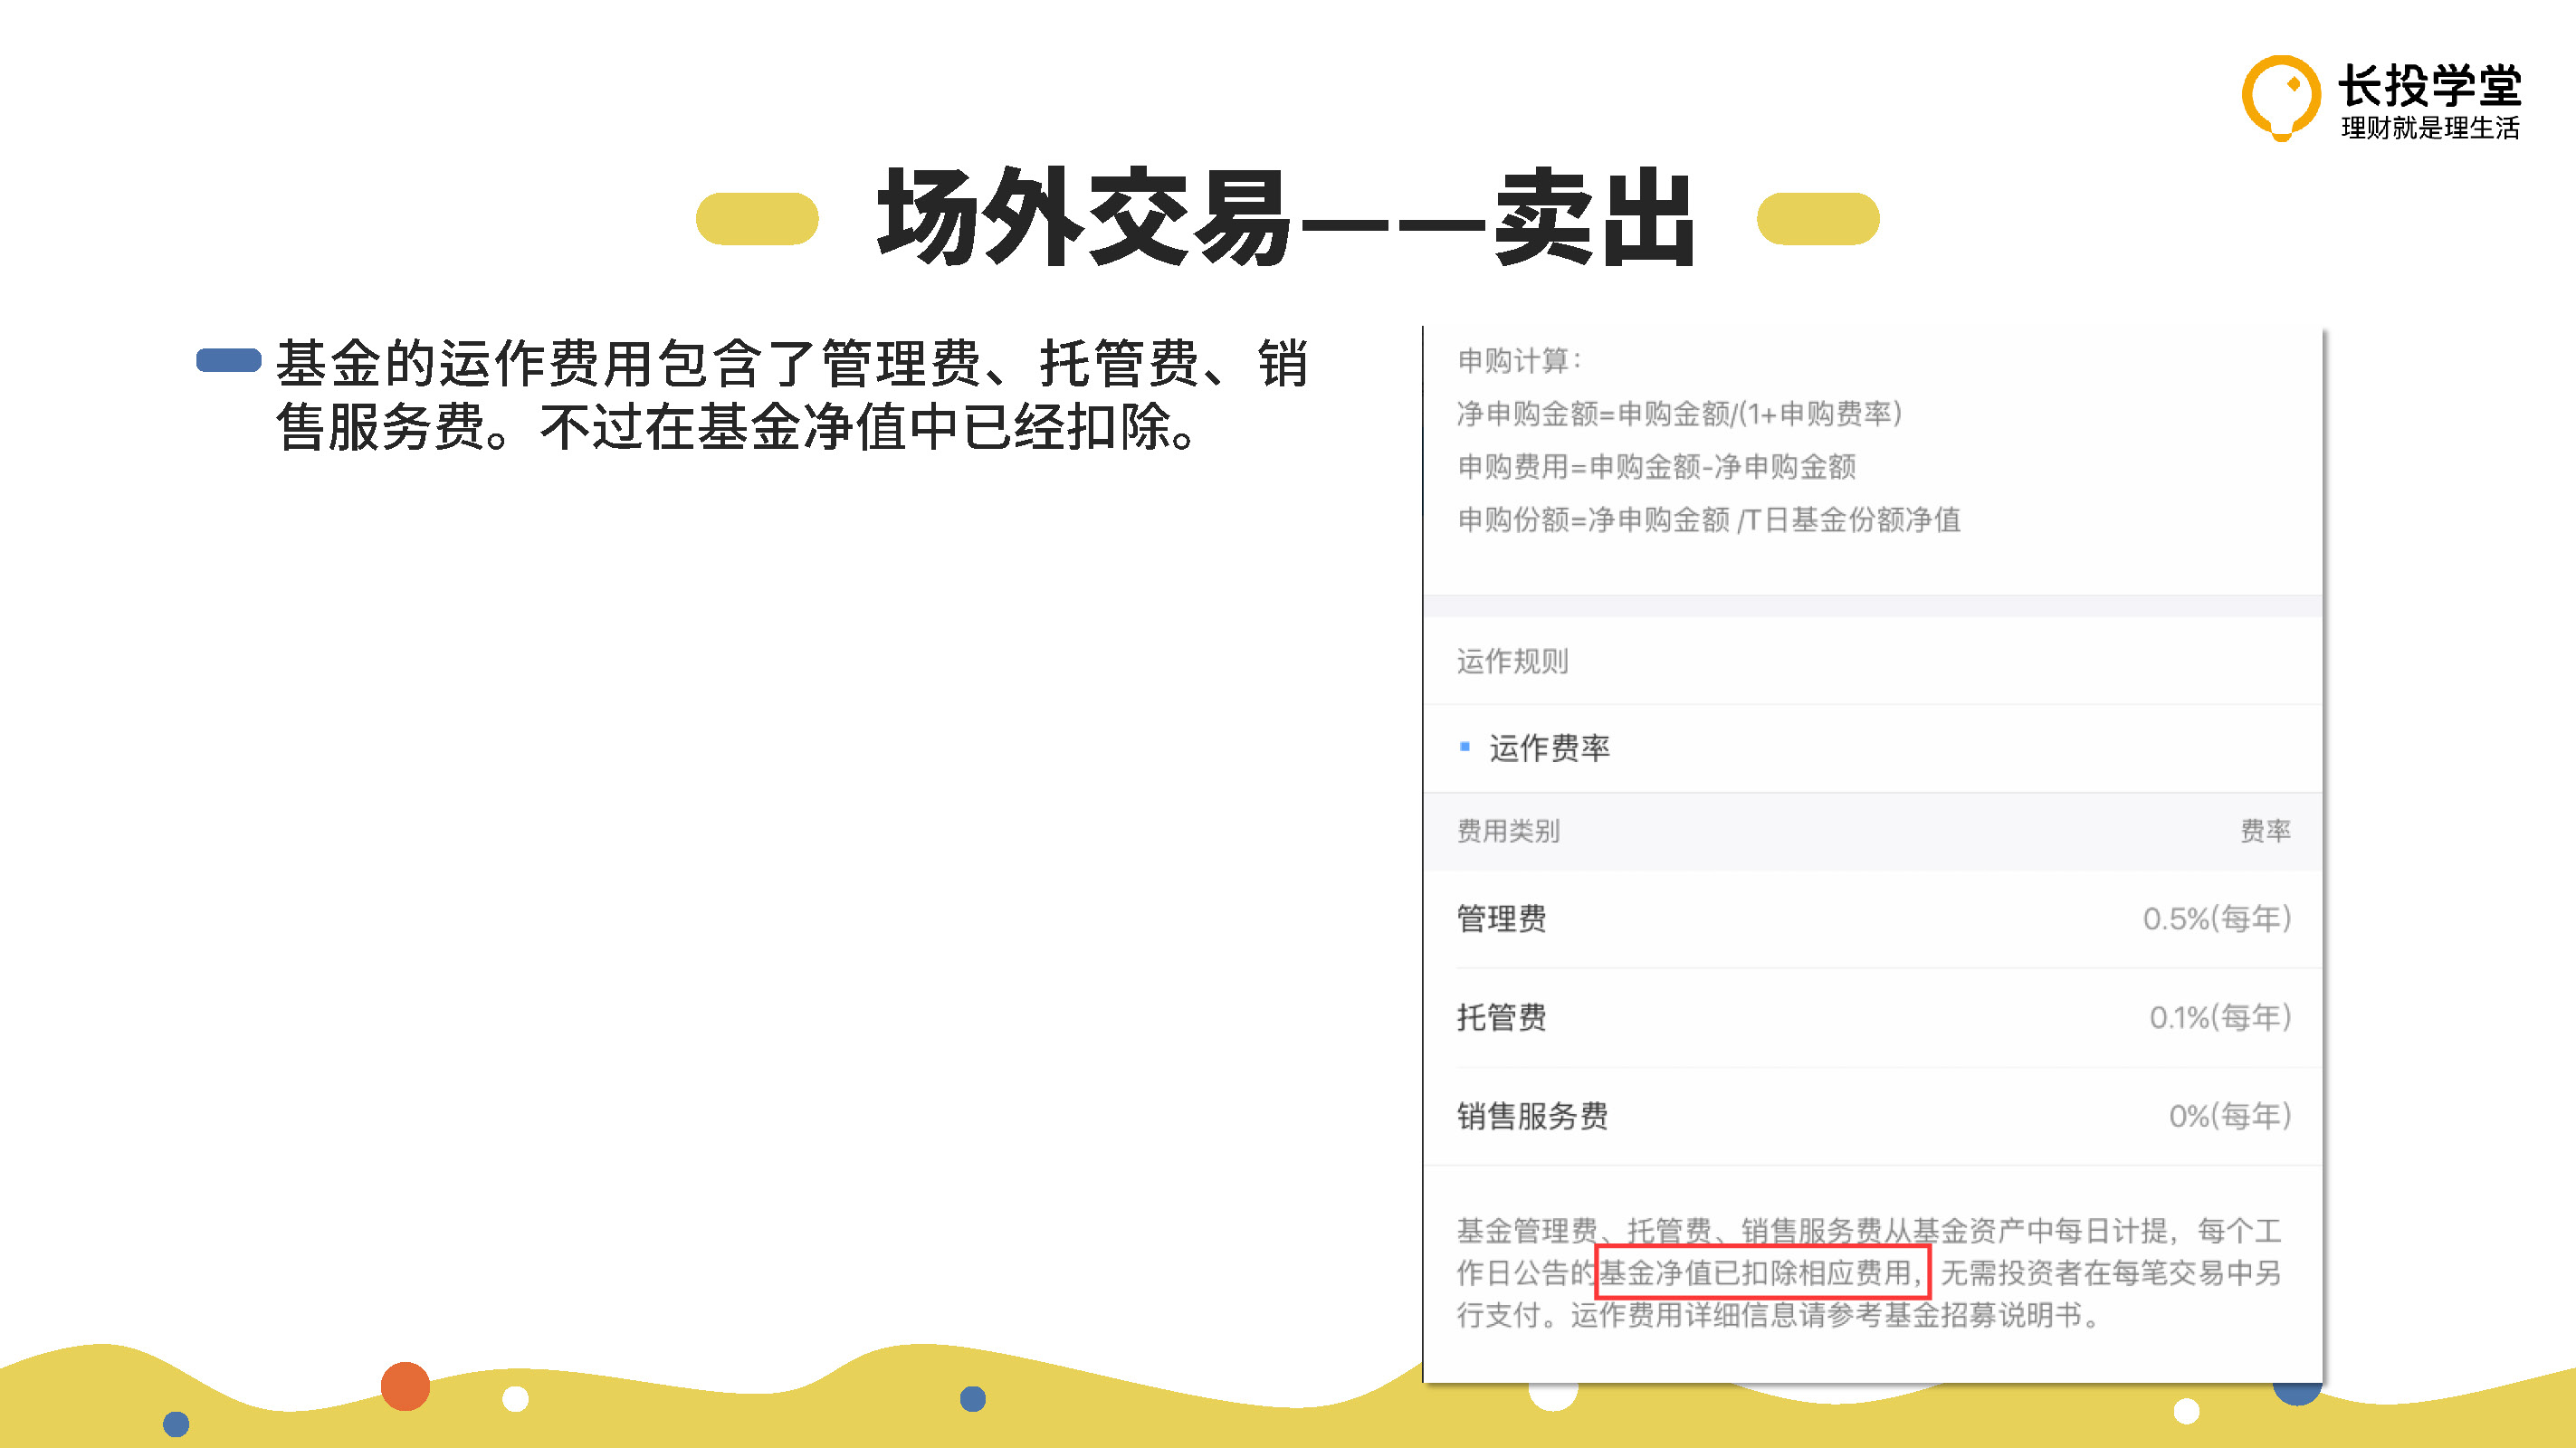 长投学堂
理财就是理生活
场外交易——卖出
基金的运作费用包含了管理费、托管费、销
售服务费。不过在基金净值中已经扣除。
申购计算：
净申购金额=申购金额/(1+申购费率)
申购费用=申购金额-净申购金额
申购份额=净申购金额 /T日基金份额净值
运作规则
运作费率
费用类别 费率
管理费 0.5%(每年)
托管费 0.1%(每年)
销售服务费 0%(每年)
基金管理费、托管费、销售服务费从基金资产中每日计提，每个工
作日公告的基金净值已扣除相应费用，无需投资者在每笔交易中另
行支付。运作费用详细信息请参考基金招募说明书。